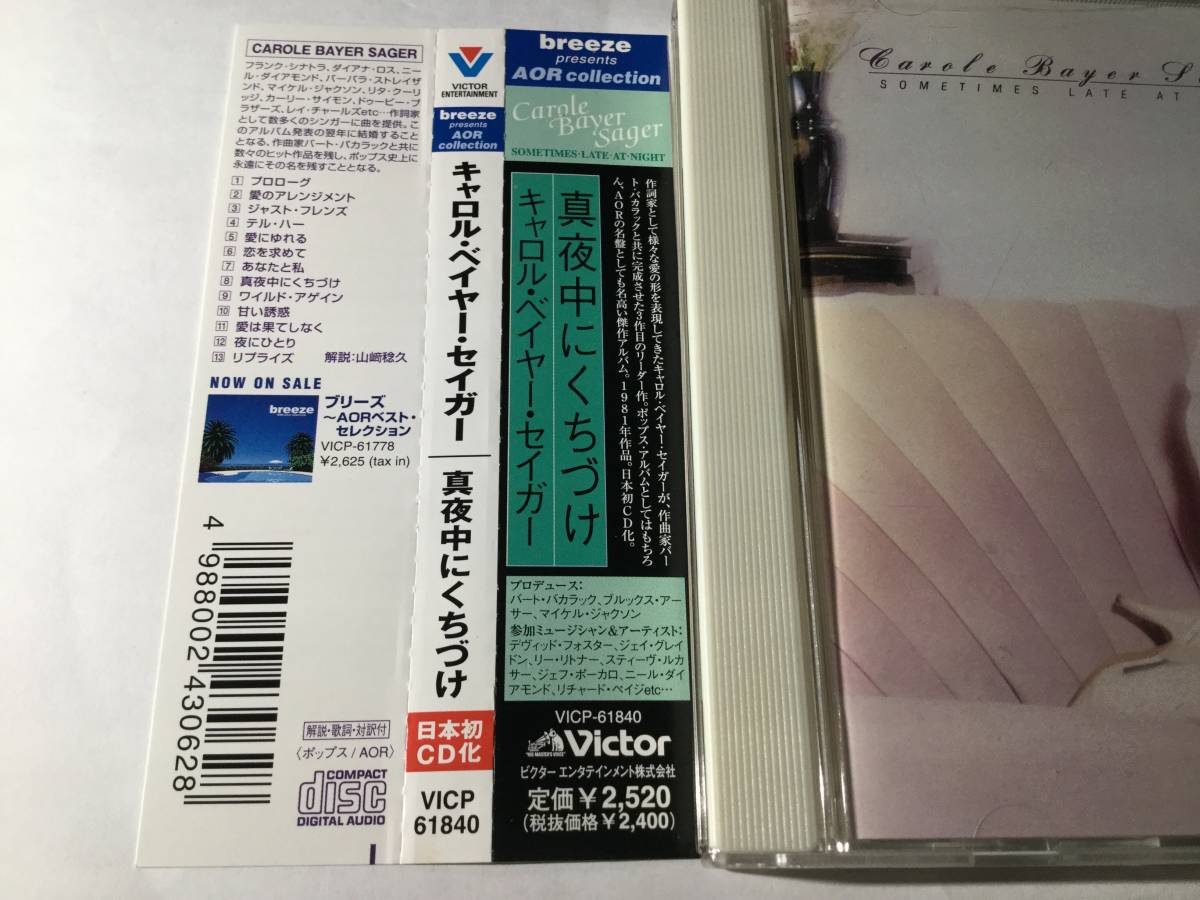 CAROLE BAYER SAGER
フランク・シナトラ、ダイアナ・ロス、ニー
ル・ダイアモンド、バーバラ・ストレイザ
ンド、マイケル・ジャクソン、リタ・クーリ
ッジ、カーリー・サイモン、ドゥービー・ブ
ラザーズ、レイ・チャールズetc…作詞家
として数多くのシンガーに曲を提供。こ
のアルバム発表の翌年に結婚すること
となる、作曲家バート・バカラックと共に
数々のヒット作品を残し、ポップス史上に
永遠にその名を残すこととなる。
1 プロローグ
2 愛のアレンジメント
3 ジャスト・フレンズ
4 テル・ハー
5 愛にゆれる
6 恋を求めて
7 あなたと私
8 真夜中にくちづけ
9 ワイルド・アゲイン
10 甘い誘惑
11 愛は果てしなく
12 夜にひとり
13 リプライズ 解説:山崎稔久
NOW ON SALE
breeze
ブリーズ
〜AORベスト・
セレクション
VICP-61778
¥2,625 (tax in)
4 988002 430628
解説・歌詞・対訳付
〈ポップス/AOR〉
COMPACT
disc
DIGITAL AUDIO
VICTOR
ENTERTAINMENT
breeze
presents
AOR
collection
キャロル・ベイヤー・セイガー
真夜中にくちづけ
日本初
CD化
VICP
61840
breeze
presents
AOR collection
Carole
Bayer
Sager
SOMETIMES・LATE・AT・NIGHT
真夜中にくちづけ
キャロル・ベイヤー・セイガー
作詞家として様々な愛の形を表現してきたキャロル・ベイヤー・セイガーが、作曲家バー
ト・バカラックと共に完成させた3作目のリーダー作。ポップス・アルバムとしてはもちろ
ん、AORの名盤としても名高い傑作アルバム。1981年作品。日本初CD化。
プロデュース:
バート・バカラック、ブルックス・アー
サー、マイケル・ジャクソン
参加ミュージシャン&アーティスト:
デヴィッド・フォスター、ジェイ・グレイ
ドン、リー・リトナー、スティーヴ・ルカ
サー、ジェフ・ポーカロ、ニール・ダイ
アモンド、リチャード・ペイジetc…
VICP-61840
"HIS MASTER'S VOICE"
Victor
ビクター エンタテインメント株式会社
定価¥2,520
(税抜価格¥2,400)
Carole Bayer S
SOMETIMES LATE AT